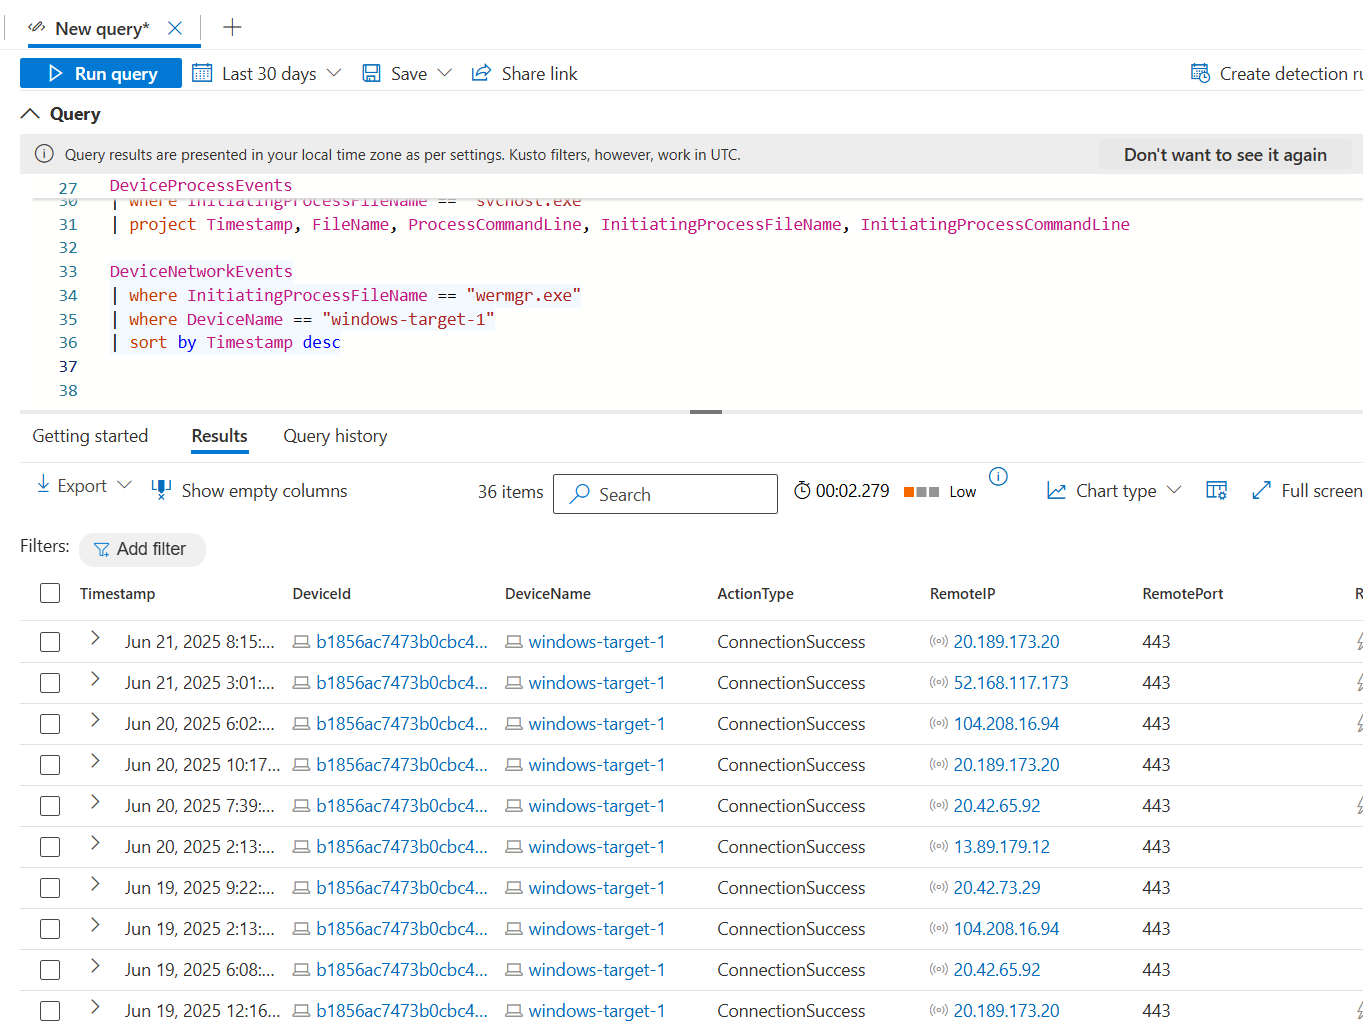 New query*
Run query Last 30 days Save Share link Create detection ru
Query
Query results are presented in your local time zone as per settings. Kusto filters, however, work in UTC. Don't want to see it again
27 DeviceProcessEvents
30 | where InitiatingProcessFileName == "svchost.exe"
31 | project Timestamp, FileName, ProcessCommandLine, InitiatingProcessFileName, InitiatingProcessCommandLine
32
33 DeviceNetworkEvents
34 | where InitiatingProcessFileName == "wermgr.exe"
35 | where DeviceName == "windows-target-1"
36 | sort by Timestamp desc
37
38
Getting started Results Query history
Export Show empty columns 36 items Search 00:02.279 Low Chart type Full screen
Filters: Add filter
Timestamp DeviceId DeviceName ActionType RemoteIP RemotePort R
Jun 21, 2025 8:15:... b1856ac7473b0cbc4... windows-target-1 ConnectionSuccess 20.189.173.20 443
Jun 21, 2025 3:01:... b1856ac7473b0cbc4... windows-target-1 ConnectionSuccess 52.168.117.173 443
Jun 20, 2025 6:02:... b1856ac7473b0cbc4... windows-target-1 ConnectionSuccess 104.208.16.94 443
Jun 20, 2025 10:17... b1856ac7473b0cbc4... windows-target-1 ConnectionSuccess 20.189.173.20 443
Jun 20, 2025 7:39:... b1856ac7473b0cbc4... windows-target-1 ConnectionSuccess 20.42.65.92 443
Jun 20, 2025 2:13:... b1856ac7473b0cbc4... windows-target-1 ConnectionSuccess 13.89.179.12 443
Jun 19, 2025 9:22:... b1856ac7473b0cbc4... windows-target-1 ConnectionSuccess 20.42.73.29 443
Jun 19, 2025 2:13:... b1856ac7473b0cbc4... windows-target-1 ConnectionSuccess 104.208.16.94 443
Jun 19, 2025 6:08:... b1856ac7473b0cbc4... windows-target-1 ConnectionSuccess 20.42.65.92 443
Jun 19, 2025 12:16... b1856ac7473b0cbc4... windows-target-1 ConnectionSuccess 20.189.173.20 443